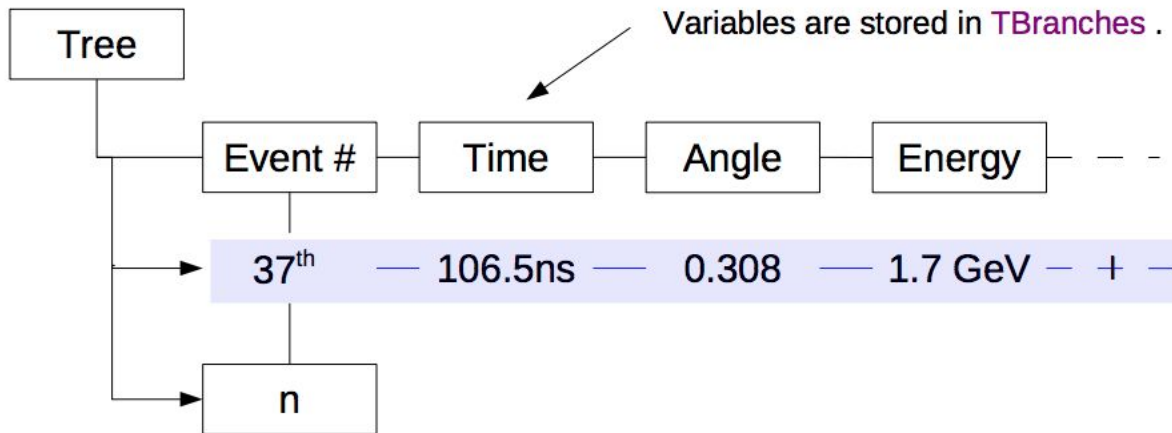 Variables are stored in TBranches .
Tree
Event # Time Angle Energy
37th 106.5ns 0.308 1.7 GeV
n